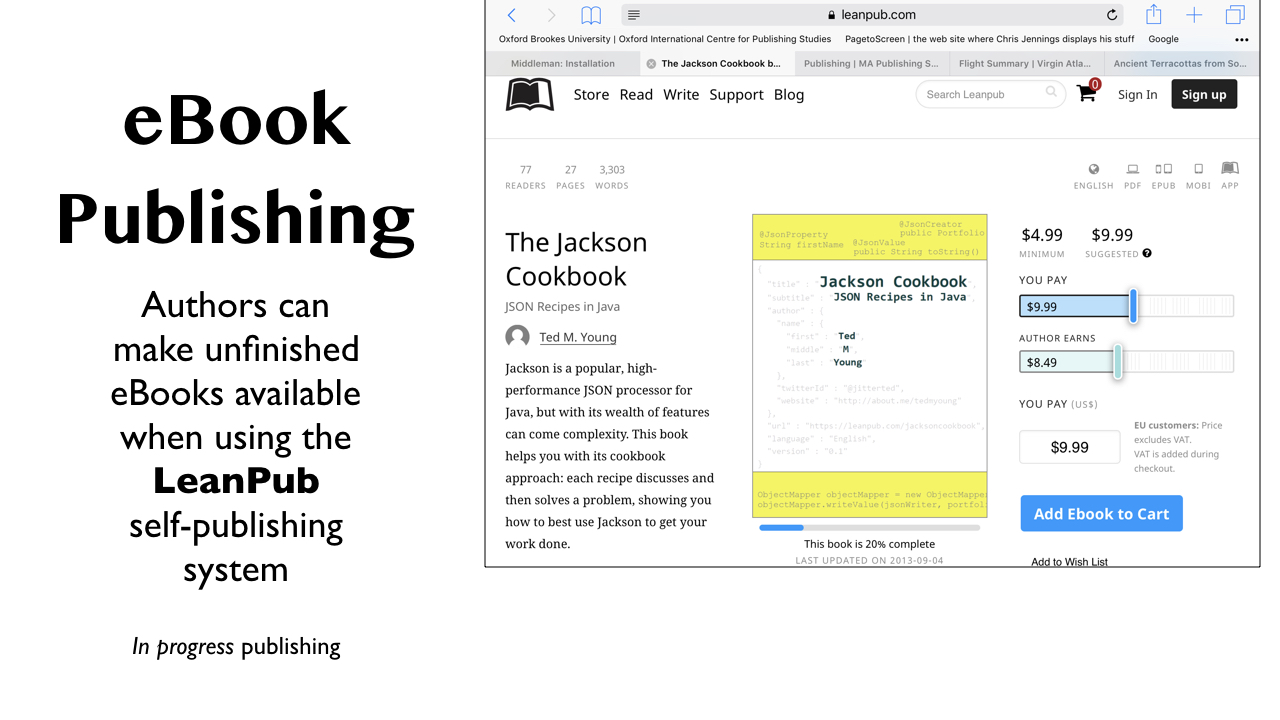 eBook
Publishing
Authors can
make unfinished
eBooks available
when using the
LeanPub
self-publishing
system
In progress publishing
leanpub.com
Oxford Brookes University | Oxford International Centre for Publishing Studies
PagetoScreen | the web site where Chris Jennings displays his stuff
Google
Middleman: Installation
The Jackson Cookbook b...
Publishing | MA Publishing S...
Flight Summary | Virgin Atla...
Ancient Terracottas from So...
Store Read Write Support Blog
Search Leanpub
0
Sign In
Sign up
77 27 3,303
READERS PAGES WORDS
ENGLISH PDF EPUB MOBI APP
The Jackson
Cookbook
JSON Recipes in Java
Ted M. Young
Jackson is a popular, high-
performance JSON processor for
Java, but with its wealth of features
can come complexity. This book
helps you with its cookbook
approach: each recipe discusses and
then solves a problem, showing you
how to best use Jackson to get your
work done.
@JsonCreator
public Portfolio
@JsonProperty
String firstName
@JsonValue
public String toString()
{
"title" : "Jackson Cookbook",
"subtitle" : "JSON Recipes in Java",
"author" : {
"name" : {
"first" : "Ted",
"middle" : "M",
"last" : "Young"
},
"twitterId" : "@jitterted",
"website" : "http://about.me/tedmyoung"
},
"url" : "https://leanpub.com/jacksoncookbook",
"language" : "English",
"version" : "0.1"
}
ObjectMapper objectMapper = new ObjectMapper
objectMapper.writeValue(jsonWriter, portfol
This book is 20% complete
LAST UPDATED ON 2013-09-04
$4.99 $9.99
MINIMUM SUGGESTED ?
YOU PAY
$9.99
AUTHOR EARNS
$8.49
YOU PAY (US$)
$9.99
EU customers: Price
excludes VAT.
VAT is added during
checkout.
Add Ebook to Cart
Add to Wish List